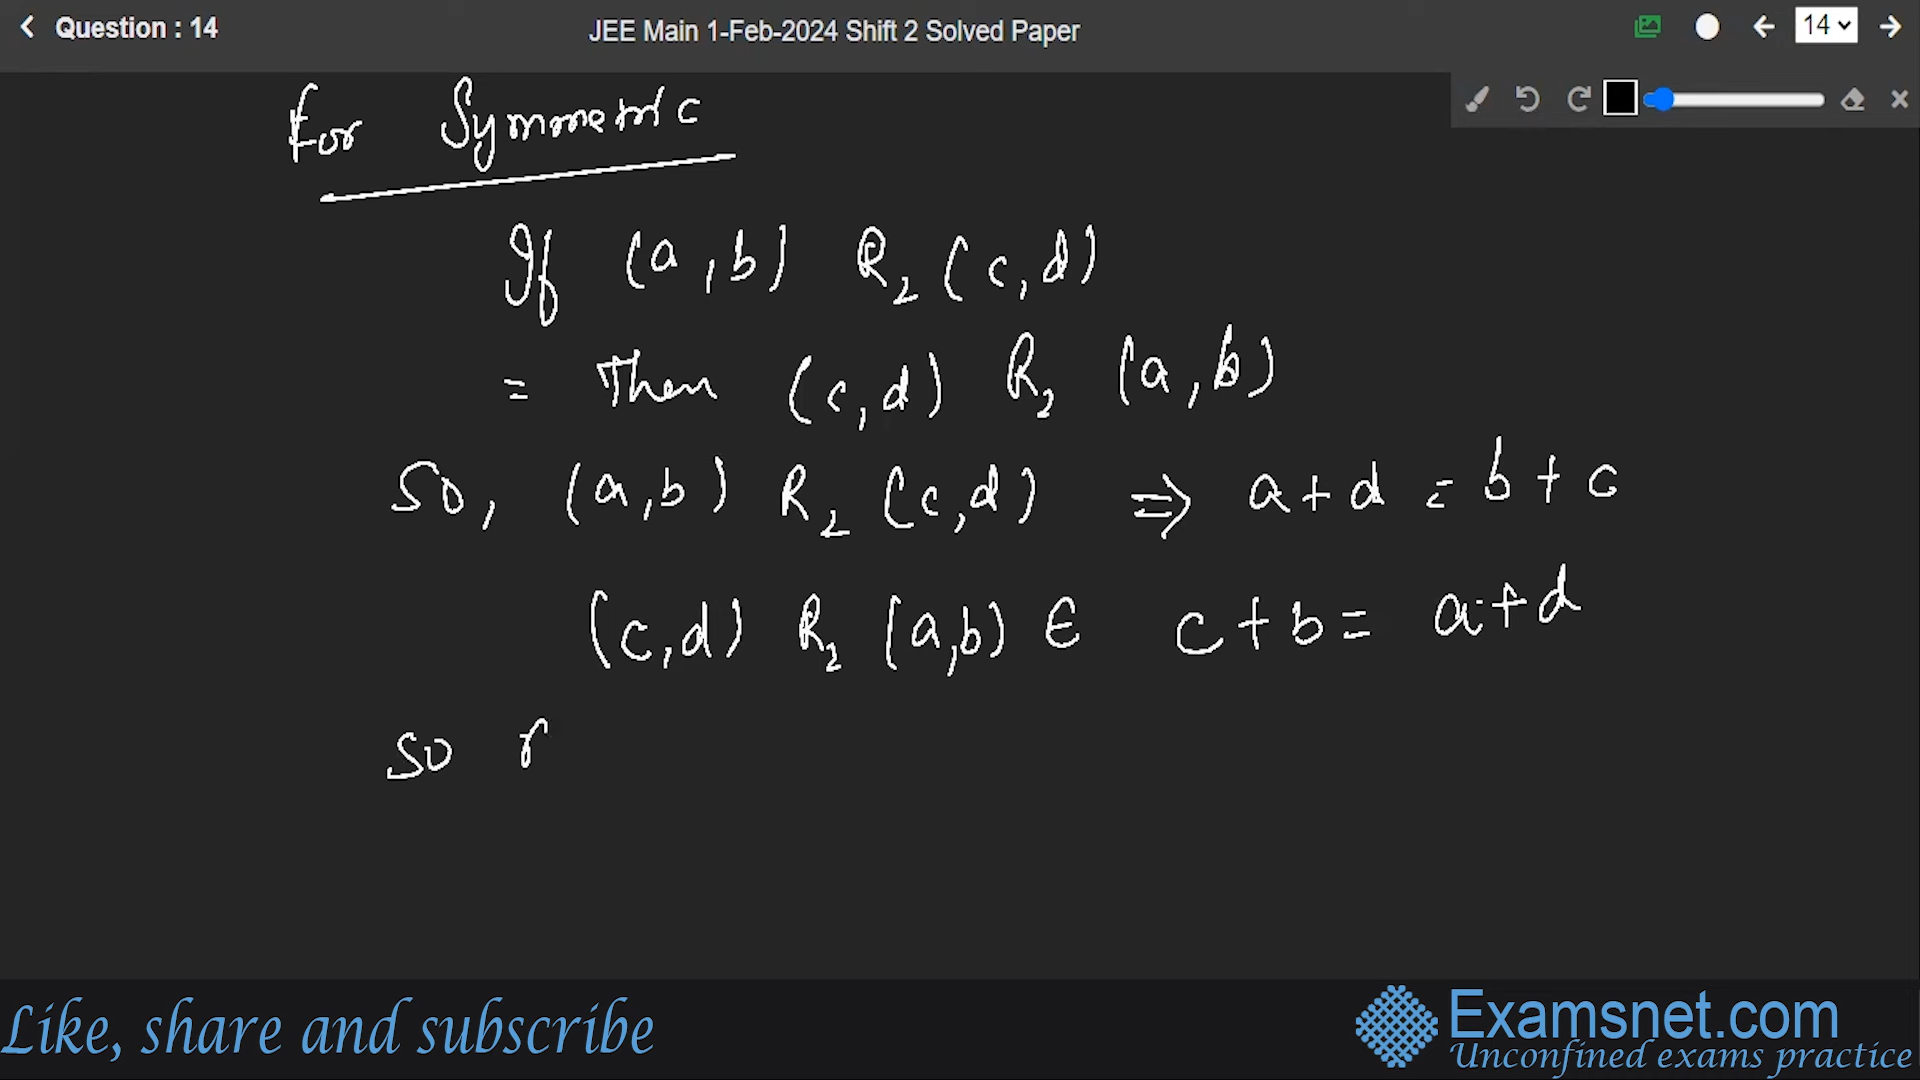 Question : 14
JEE Main 1-Feb-2024 Shift 2 Solved Paper
14
For Symmetric
If (a,b) R₂ (c,d)
= Then (c,d) R₂ (a,b)
So, (a,b) R₂ (c,d) ⇒ a+d = b+c
(c,d) R₂ (a,b) ∈ c+b = a+d
so r
Like, share and subscribe
Examsnet.com
Unconfined exams practice